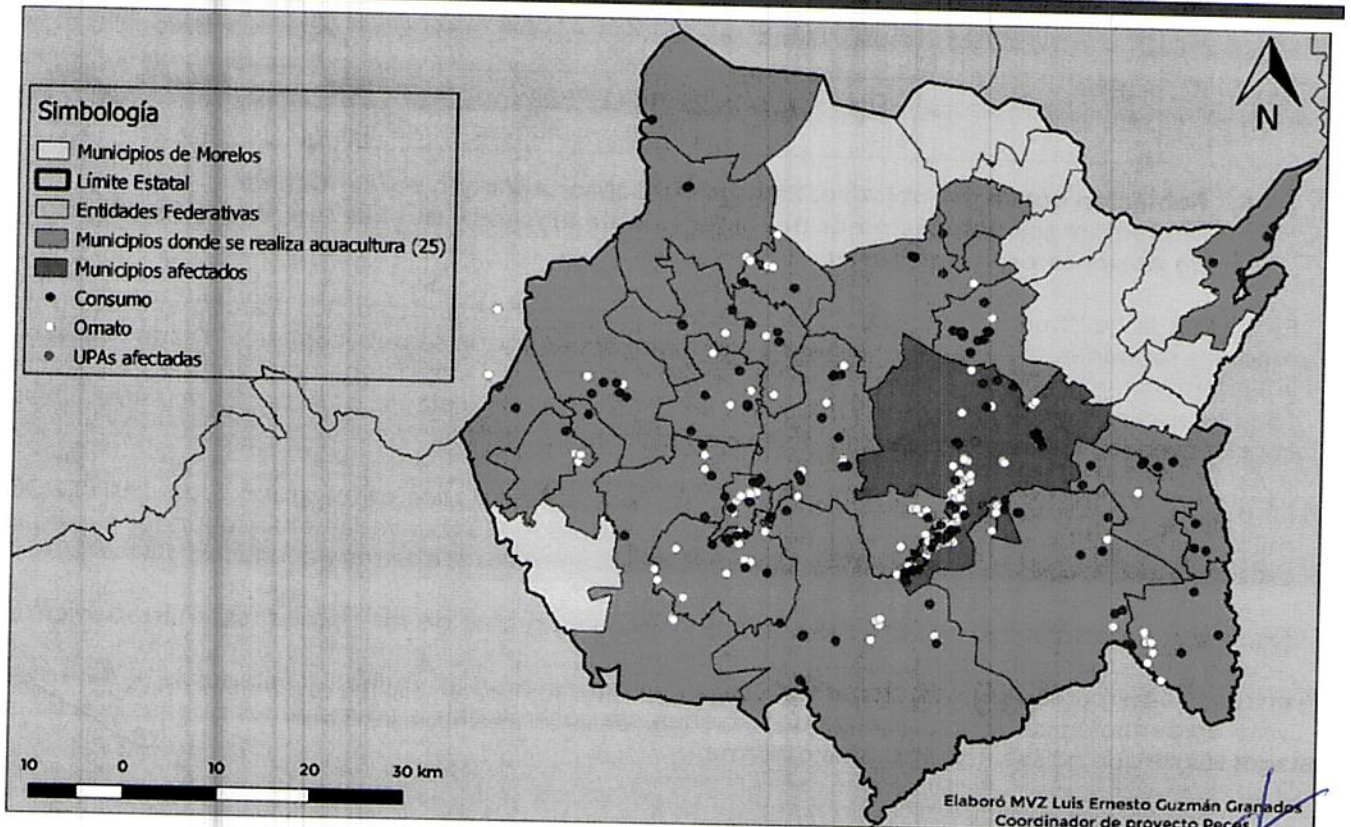 Simbología
Municipios de Morelos
Límite Estatal
Entidades Federativas
Municipios donde se realiza acuacultura (25)
Municipios afectados
Consumo
Ornato
UPAs afectadas
N
10 0 10 20 30 km
Elaboró MVZ Luis Ernesto Guzmán Granados
Coordinador de proyecto Peces